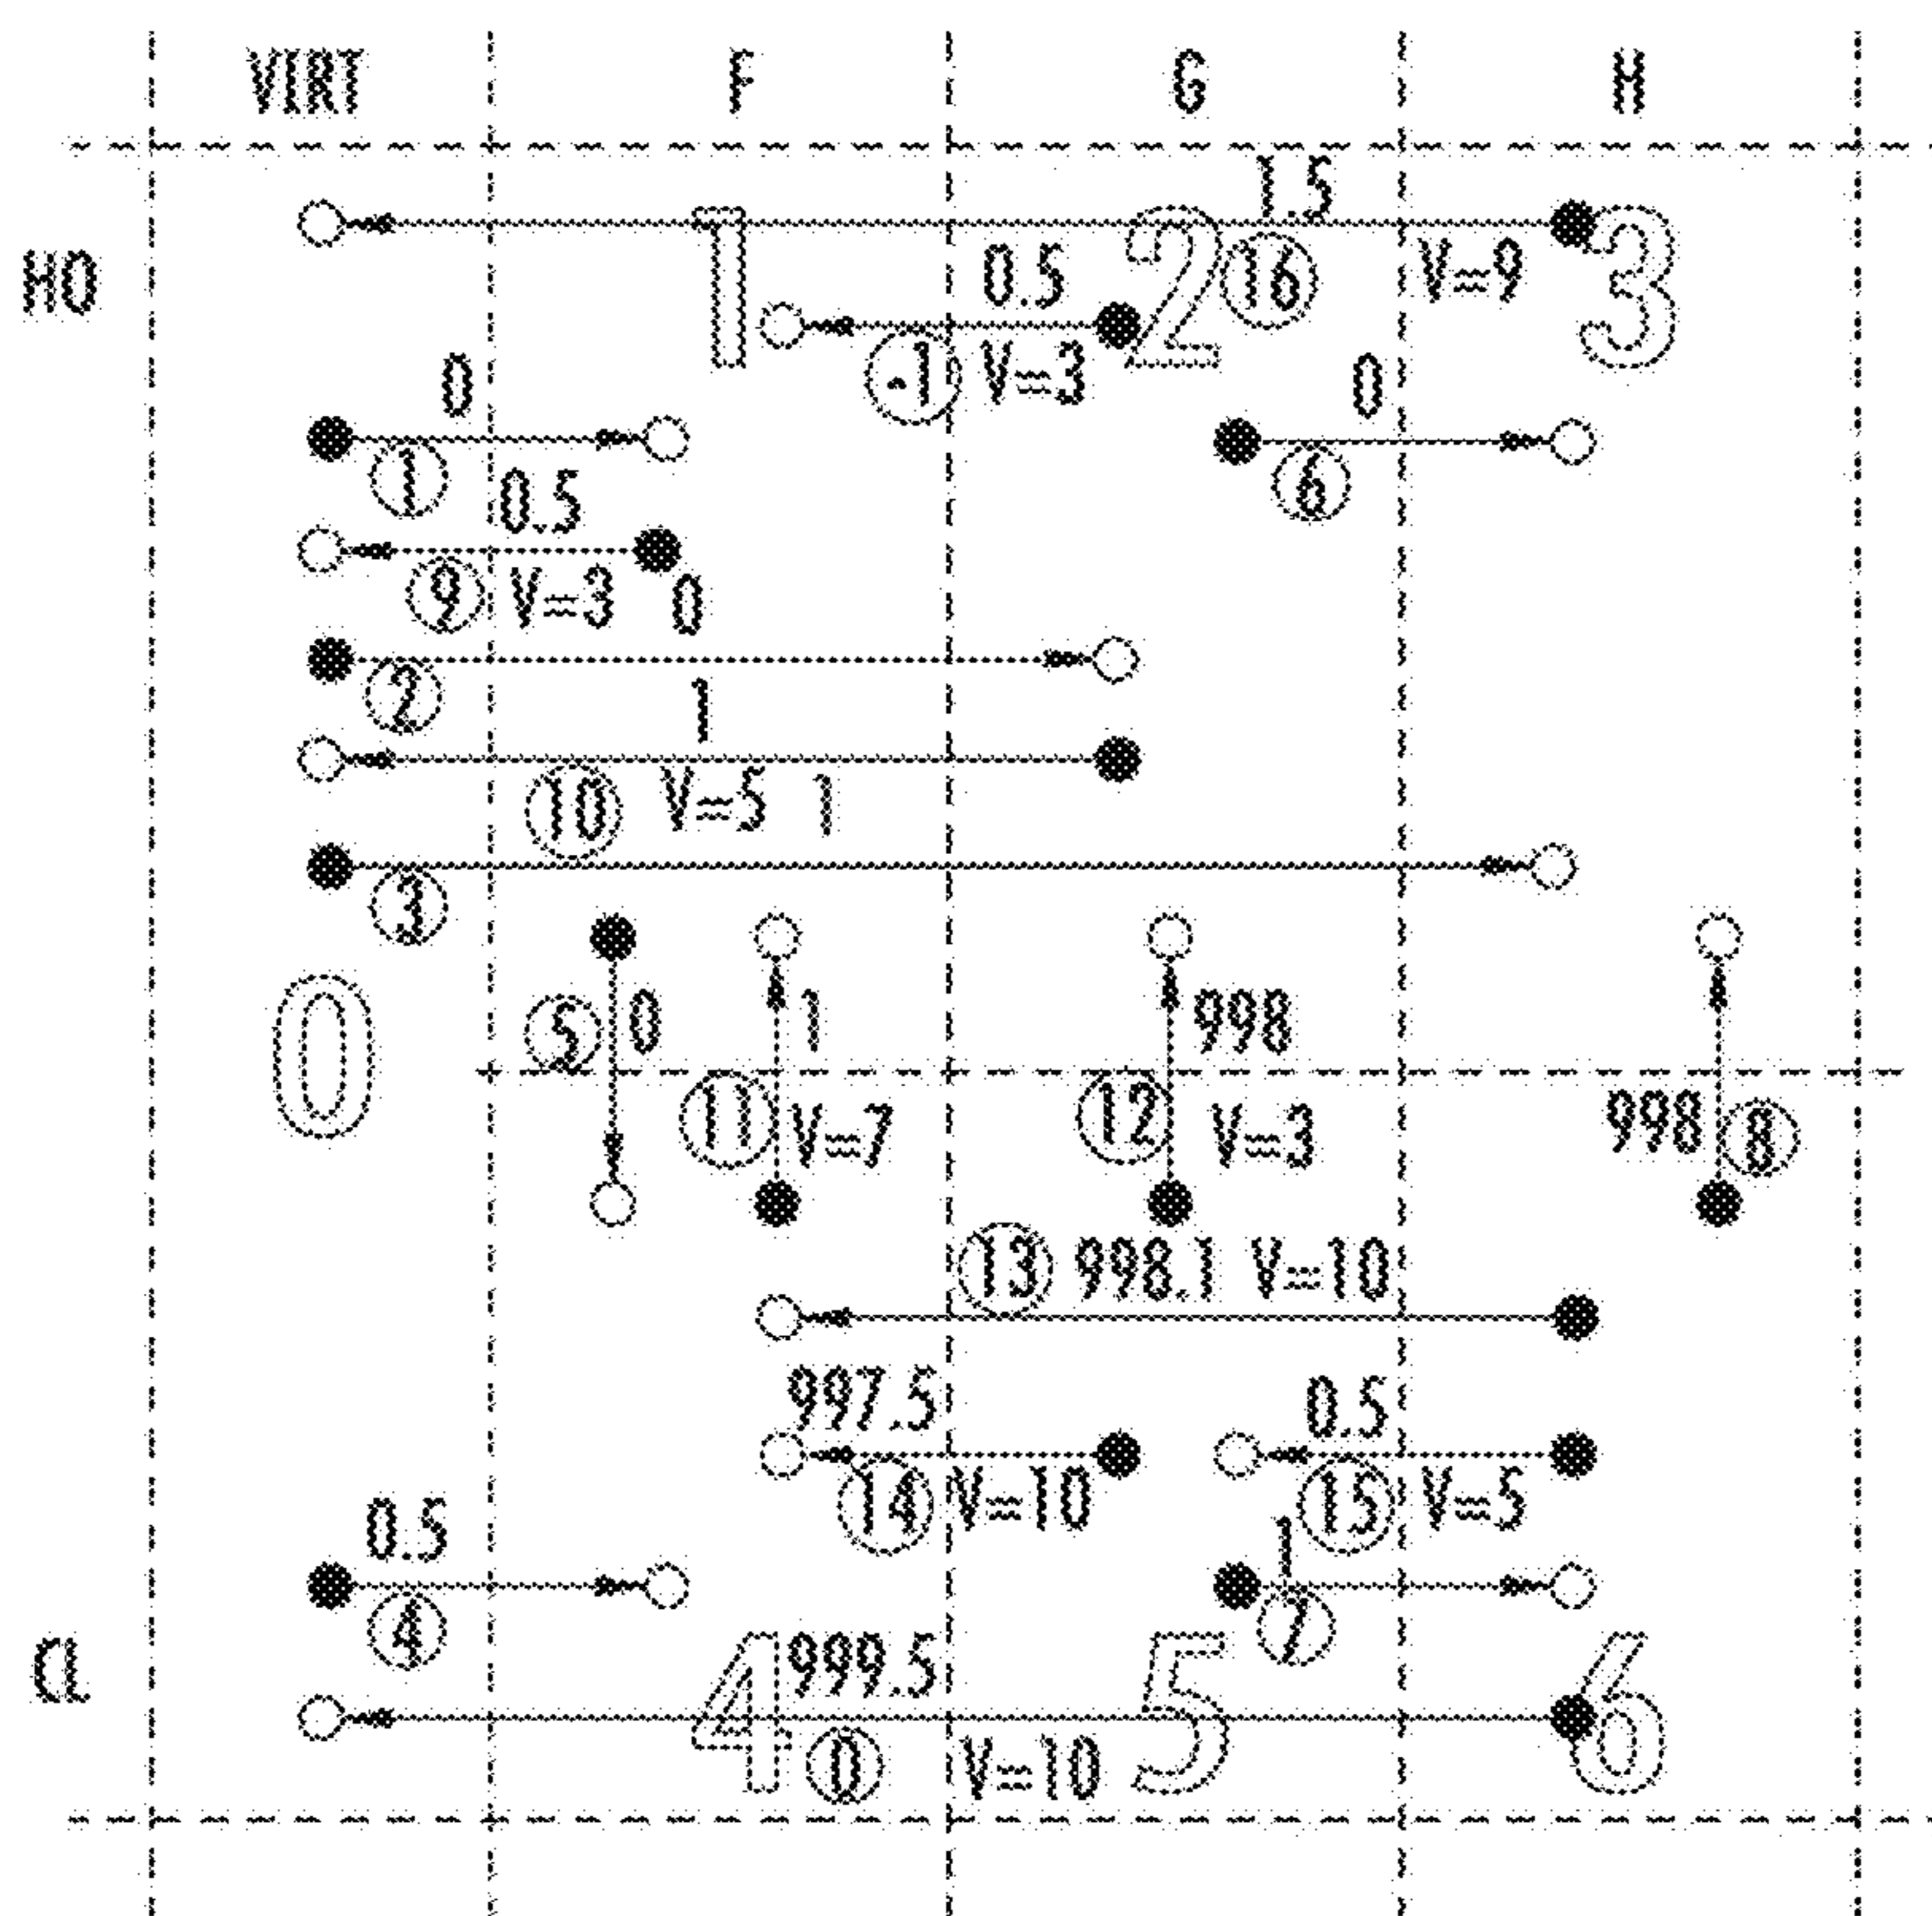 VIRT F G H
1.5
HO 1 0.5 2 16 V=9 3
-1 V=3
0 0
1 6
0.5
9 V=3 0
2
1
10 V=5 1
3
0 5 0 1 998
11 V=7 12 V=3 998 8
13 998.1 V=10
997.5 0.5
14 V=10 15 V=5
0.5 1
4 7
CL 4 999.5 5 6
0 V=10